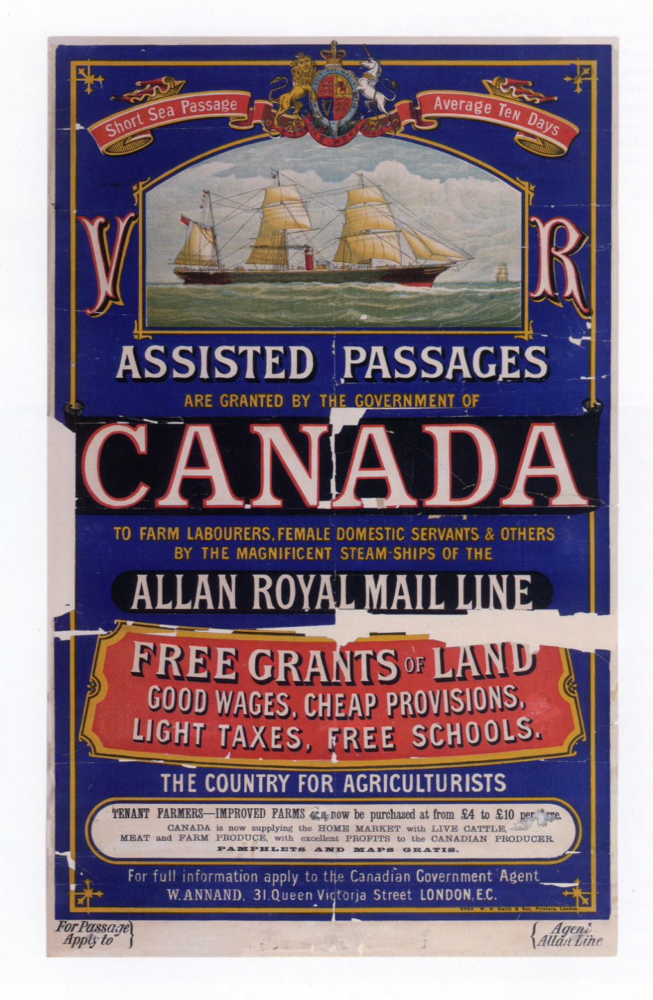 Short Sea Passage
Average Ten Days
V R
ASSISTED PASSAGES
ARE GRANTED BY THE GOVERNMENT OF
CANADA
TO FARM LABOURERS, FEMALE DOMESTIC SERVANTS & OTHERS
BY THE MAGNIFICENT STEAM-SHIPS OF THE
ALLAN ROYAL MAIL LINE
FREE GRANTS OF LAND
GOOD WAGES, CHEAP PROVISIONS,
LIGHT TAXES, FREE SCHOOLS.
THE COUNTRY FOR AGRICULTURISTS
TENANT FARMERS—IMPROVED FARMS can now be purchased at from £4 to £10 per acre.
CANADA is now supplying the HOME MARKET with LIVE CATTLE,
MEAT and FARM PRODUCE, with excellent PROFITS to the CANADIAN PRODUCER
PAMPHLETS AND MAPS GRATIS.
For full information apply to the Canadian Government Agent
W. ANNAND, 31. Queen Victoria Street LONDON, E.C.
W. H. Smith & Son, Printers, London.
For Passage
Apply to
Agent
Allan Line